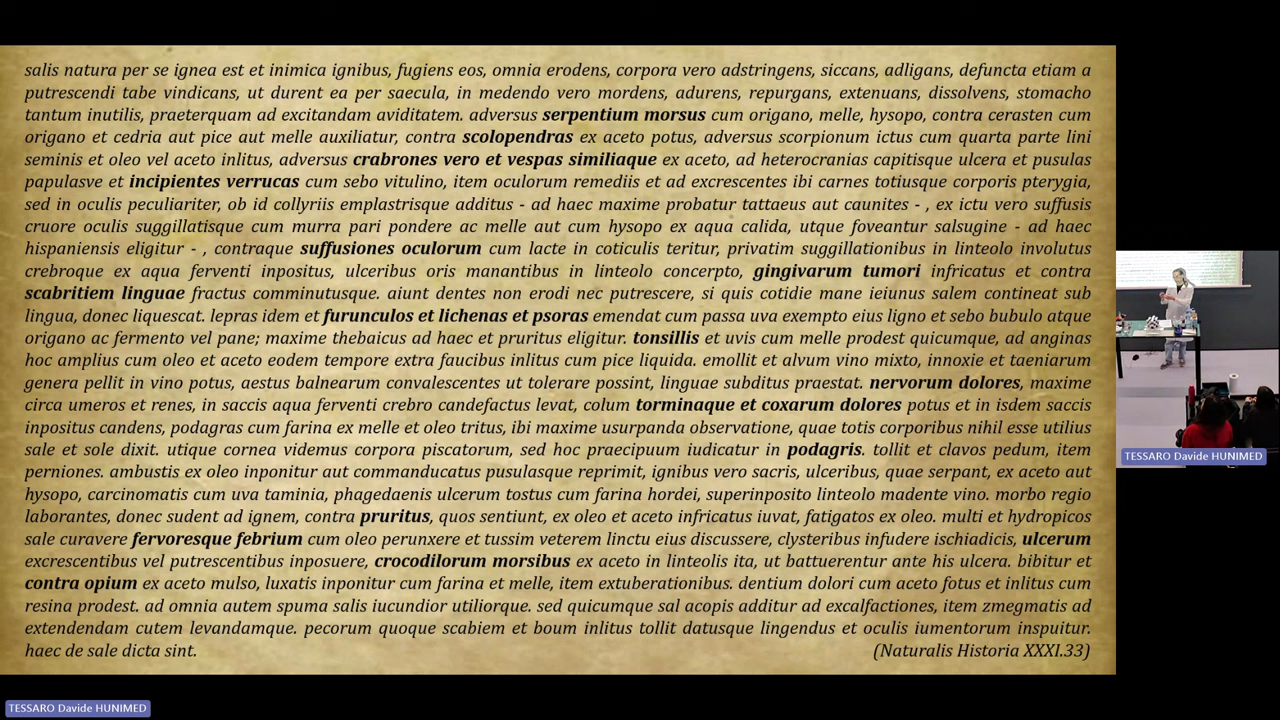 salis natura per se ignea est et inimica ignibus, fugiens eos, omnia erodens, corpora vero adstringens, siccans, adligans, defuncta etiam a
putrescendi tabe vindicans, ut durent ea per saecula, in medendo vero mordens, adurens, repurgans, extenuans, dissolvens, stomacho
tantum inutilis, praeterquam ad excitandam aviditatem. adversus serpentium morsus cum origano, melle, hysopo, contra cerasten cum
origano et cedria aut pice aut melle auxiliatur, contra scolopendras ex aceto potus, adversus scorpionum ictus cum quarta parte lini
seminis et oleo vel aceto inlitus, adversus crabrones vero et vespas similiaque ex aceto, ad heterocranias capitisque ulcera et pusulas
papulasve et incipientes verrucas cum sebo vitulino, item oculorum remediis et ad excrescentes ibi carnes totiusque corporis pterygia,
sed in oculis peculiariter, ob id collyriis emplastrisque additus - ad haec maxime probatur tattaeus aut caunites - , ex ictu vero suffusis
cruore oculis suggillatisque cum murra pari pondere ac melle aut cum hysopo ex aqua calida, utque foveantur salsugine - ad haec
hispaniensis eligitur - , contraque suffusiones oculorum cum lacte in coticulis teritur, privatim suggillationibus in linteolo involutus
crebroque ex aqua ferventi inpositus, ulceribus oris manantibus in linteolo concerpto, gingivarum tumori infricatus et contra
scabritiem linguae fractus comminutusque. aiunt dentes non erodi nec putrescere, si quis cotidie mane ieiunus salem contineat sub
lingua, donec liquescat. lepras idem et furunculos et lichenas et psoras emendat cum passa uva exempto eius ligno et sebo bubulo atque
origano ac fermento vel pane; maxime thebaicus ad haec et pruritus eligitur. tonsillis et uvis cum melle prodest quicumque, ad anginas
hoc amplius cum oleo et aceto eodem tempore extra faucibus inlitus cum pice liquida. emollit et alvum vino mixto, innoxie et taeniarum
genera pellit in vino potus, aestus balnearum convalescentes ut tolerare possint, linguae subditus praestat. nervorum dolores, maxime
circa umeros et renes, in saccis aqua ferventi crebro candefactus levat, colum torminaque et coxarum dolores potus et in isdem saccis
inpositus candens, podagras cum farina ex melle et oleo tritus, ibi maxime usurpanda observatione, quae totis corporibus nihil esse utilius
sale et sole dixit. utique cornea videmus corpora piscatorum, sed hoc praecipuum iudicatur in podagris. tollit et clavos pedum, item
perniones. ambustis ex oleo inponitur aut commanducatus pusulasque reprimit, ignibus vero sacris, ulceribus, quae serpant, ex aceto aut
hysopo, carcinomatis cum uva taminia, phagedaenis ulcerum tostus cum farina hordei, superinposito linteolo madente vino. morbo regio
laborantes, donec sudent ad ignem, contra pruritus, quos sentiunt, ex oleo et aceto infricatus iuvat, fatigatos ex oleo. multi et hydropicos
sale curavere fervoresque febrium cum oleo perunxere et tussim veterem linctu eius discussere, clysteribus infudere ischiadicis, ulcerum
excrescentibus vel putrescentibus inposuere, crocodilorum morsibus ex aceto in linteolis ita, ut battuerentur ante his ulcera. bibitur et
contra opium ex aceto mulso, luxatis inponitur cum farina et melle, item extuberationibus. dentium dolori cum aceto fotus et inlitus cum
resina prodest. ad omnia autem spuma salis iucundior utiliorque. sed quicumque sal acopis additur ad excalfactiones, item zmegmatis ad
extendendam cutem levandamque. pecorum quoque scabiem et boum inlitus tollit datusque lingendus et oculis iumentorum inspuitur.
haec de sale dicta sint. (Naturalis Historia XXXI.33)
TESSARO Davide HUNIMED
TESSARO Davide HUNIMED